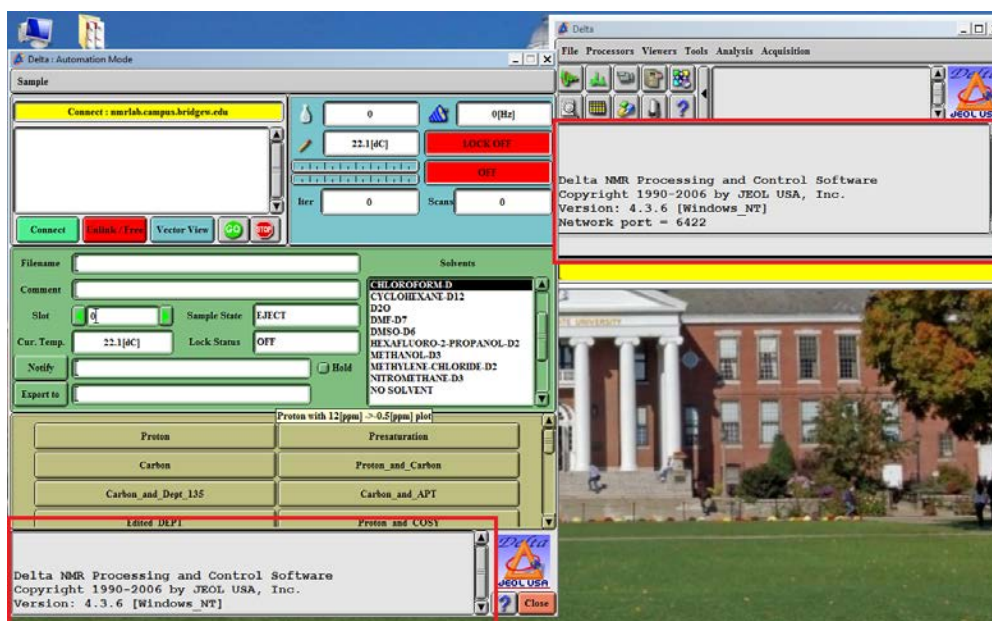 Delta : Automation Mode
Sample
Connect : nmrlab.campus.bridgew.edu
0
0[Hz]
22.1[dC]
LOCK OFF
OFF
Iter
0
Scans
0
Connect
Unlink / Free
Vector View
GO
STOP
Filename
Solvents
Comment
Slot
0
Sample State
EJECT
Cur. Temp.
22.1[dC]
Lock Status
OFF
Notify
Hold
Export to
CHLOROFORM-D
CYCLOHEXANE-D12
D2O
DMF-D7
DMSO-D6
HEXAFLUORO-2-PROPANOL-D2
METHANOL-D3
METHYLENE-CHLORIDE-D2
NITROMETHANE-D3
NO SOLVENT
Proton with 12[ppm] -> -0.5[ppm] plot
Proton
Presaturation
Carbon
Proton_and_Carbon
Carbon_and_Dept_135
Carbon_and_APT
Edited_DEPT
Proton_and_COSY
Delta NMR Processing and Control Software
Copyright 1990-2006 by JEOL USA, Inc.
Version: 4.3.6 [Windows_NT]
Delta
JEOL USA
?
Close
Delta
File Processors Viewers Tools Analysis Acquisition
?
Delta
JEOL US
Delta NMR Processing and Control Software
Copyright 1990-2006 by JEOL USA, Inc.
Version: 4.3.6 [Windows_NT]
Network port = 6422
TE UNIVERSITY